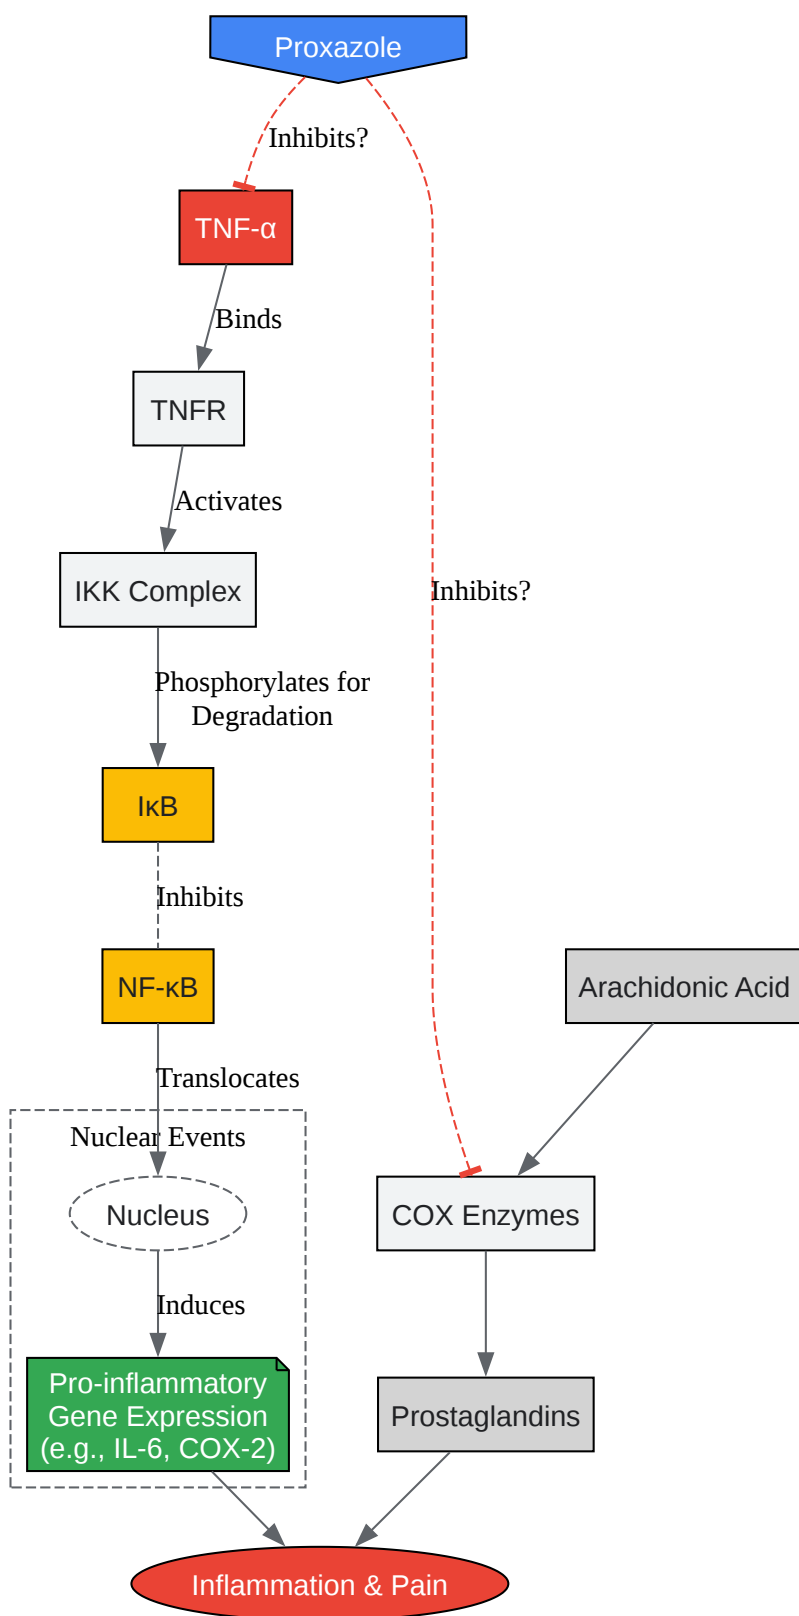 Proxazole
Inhibits?
TNF-α
Binds
TNFR
Activates
IKK Complex
Inhibits?
Phosphorylates for
Degradation
IκB
Inhibits
NF-κB
Arachidonic Acid
Translocates
Nuclear Events
Nucleus
COX Enzymes
Induces
Pro-inflammatory
Gene Expression
(e.g., IL-6, COX-2)
Prostaglandins
Inflammation & Pain